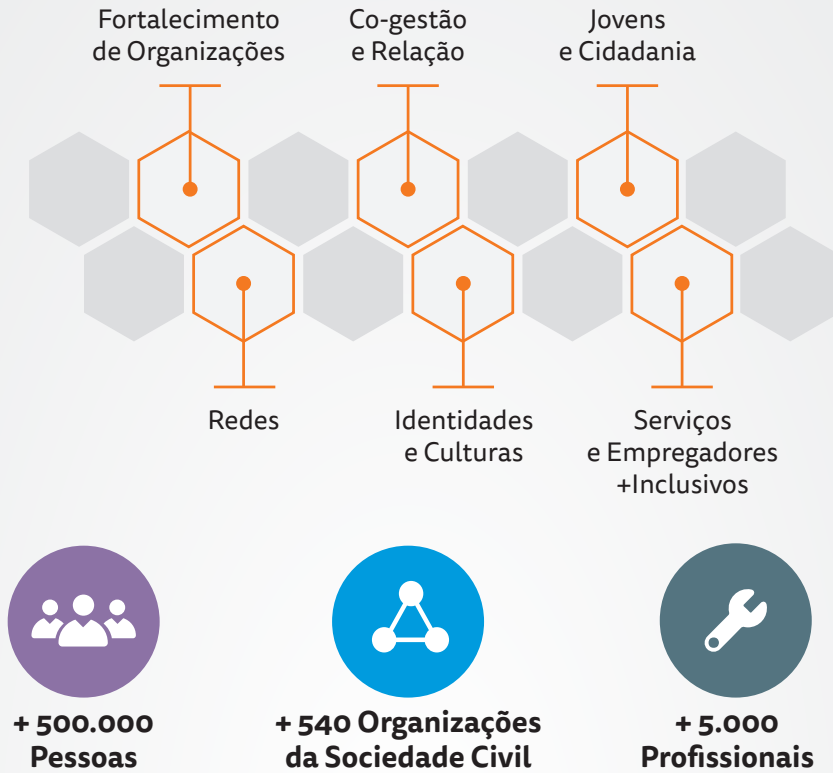 Fortalecimento
de Organizações
Co-gestão
e Relação
Jovens
e Cidadania
Redes
Identidades
e Culturas
Serviços
e Empregadores
+Inclusivos
+ 500.000
Pessoas
+ 540 Organizações
da Sociedade Civil
+ 5.000
Profissionais